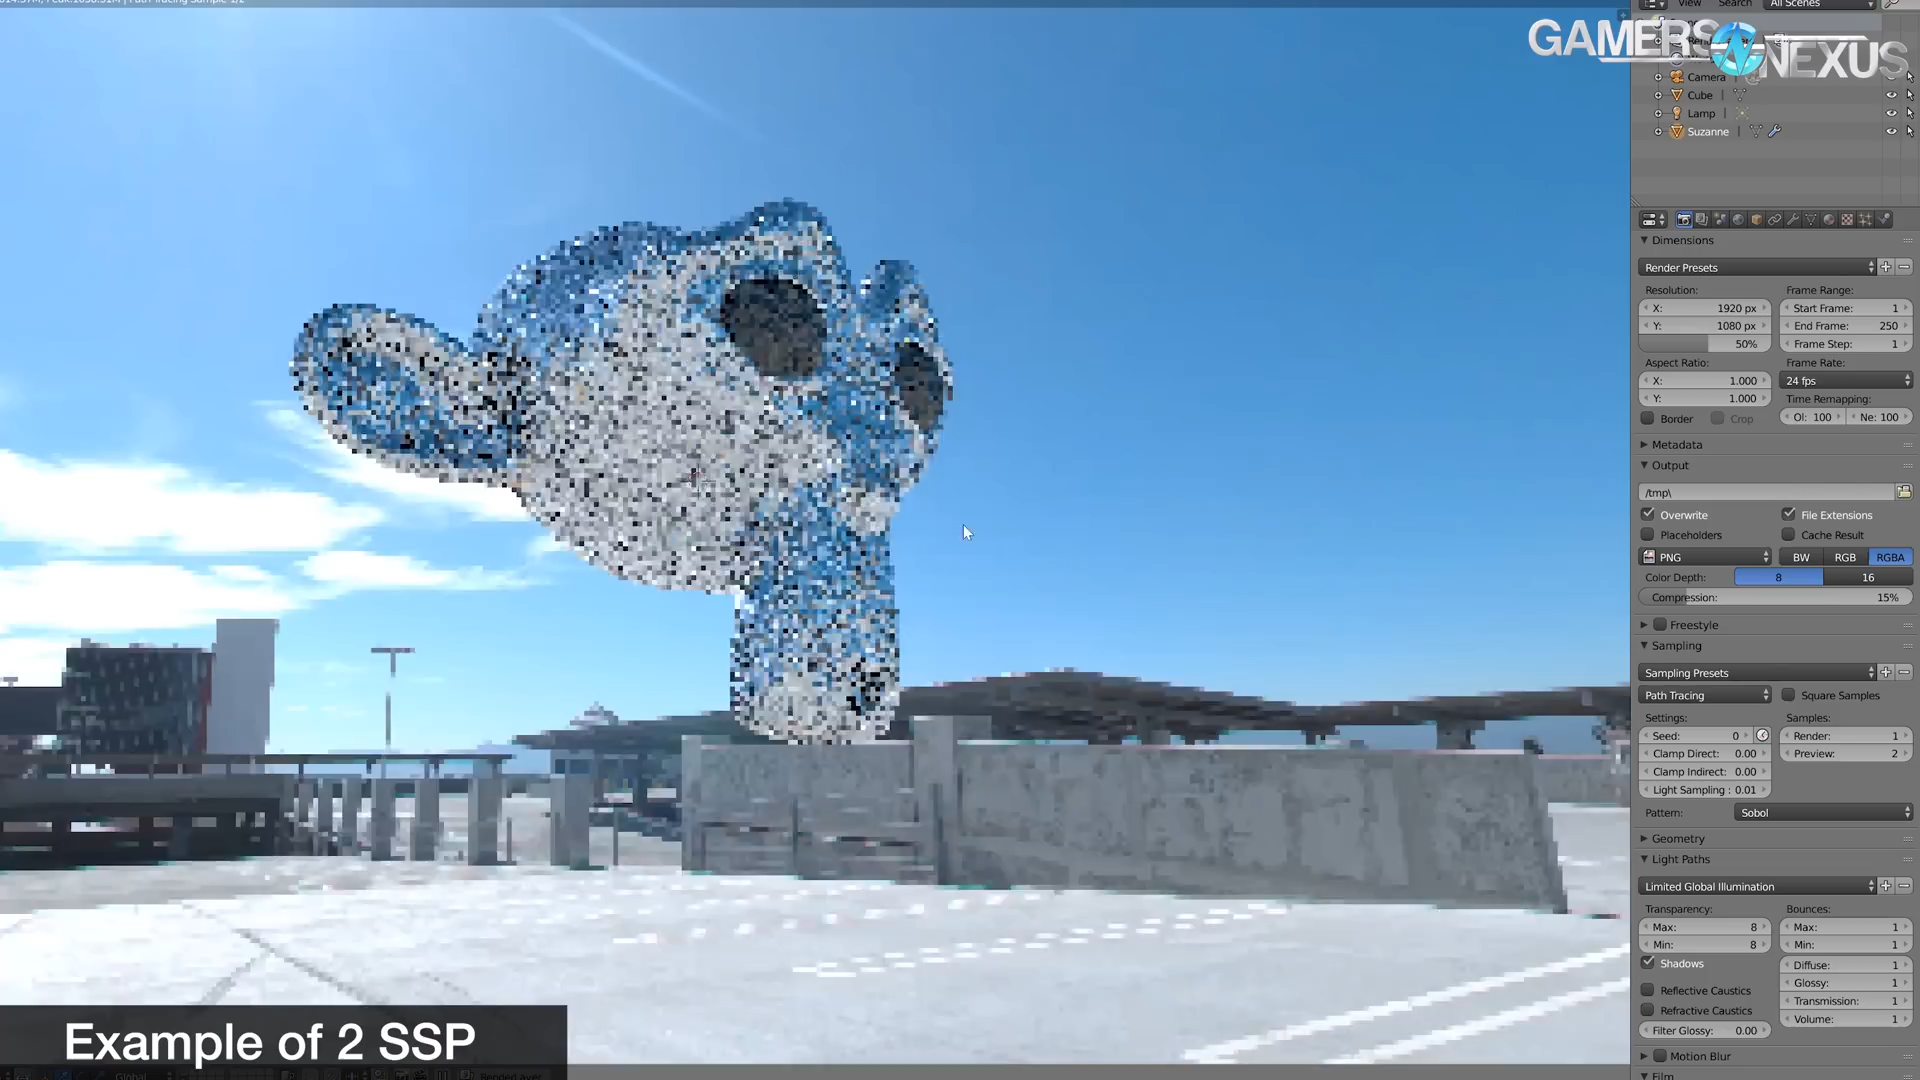 View Search All Scenes
GAMERS NEXUS
Camera
Cube
Lamp
Suzanne
Dimensions
Render Presets
Resolution: Frame Range:
X: 1920 px Start Frame: 1
Y: 1080 px End Frame: 250
50% Frame Step: 1
Aspect Ratio: Frame Rate:
X: 1.000 24 fps
Y: 1.000 Time Remapping:
Border Crop Ol: 100 Ne: 100
Metadata
Output
/tmp\
Overwrite File Extensions
Placeholders Cache Result
PNG BW RGB RGBA
Color Depth: 8 16
Compression: 15%
Freestyle
Sampling
Sampling Presets
Path Tracing Square Samples
Settings: Samples:
Seed: 0 Render: 1
Clamp Direct: 0.00 Preview: 2
Clamp Indirect: 0.00
Light Sampling : 0.01
Pattern: Sobol
Geometry
Light Paths
Limited Global Illumination
Transparency: Bounces:
Max: 8 Max: 1
Min: 8 Min: 1
Shadows Diffuse: 1
Glossy: 1
Reflective Caustics Transmission: 1
Refractive Caustics Volume: 1
Filter Glossy: 0.00
Motion Blur
Film
Example of 2 SSP
Global